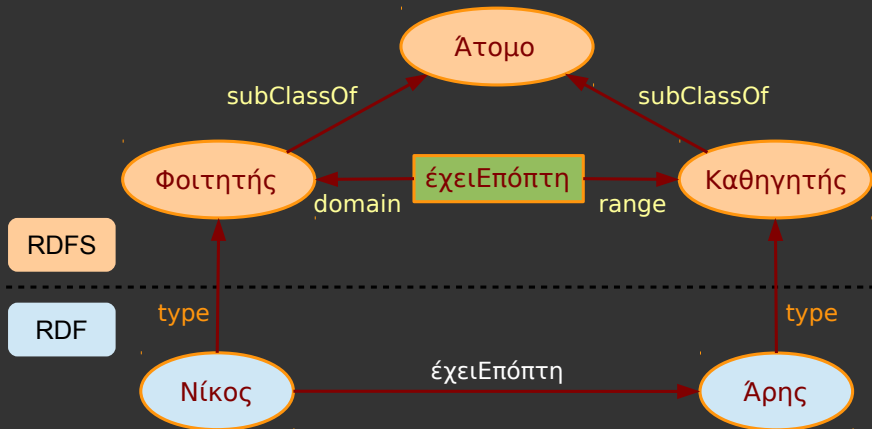 Άτομο
subClassOf
subClassOf
Φοιτητής
έχειΕπόπτη
Καθηγητής
domain
range
RDFS
RDF
type
type
έχειΕπόπτη
Νίκος
Άρης